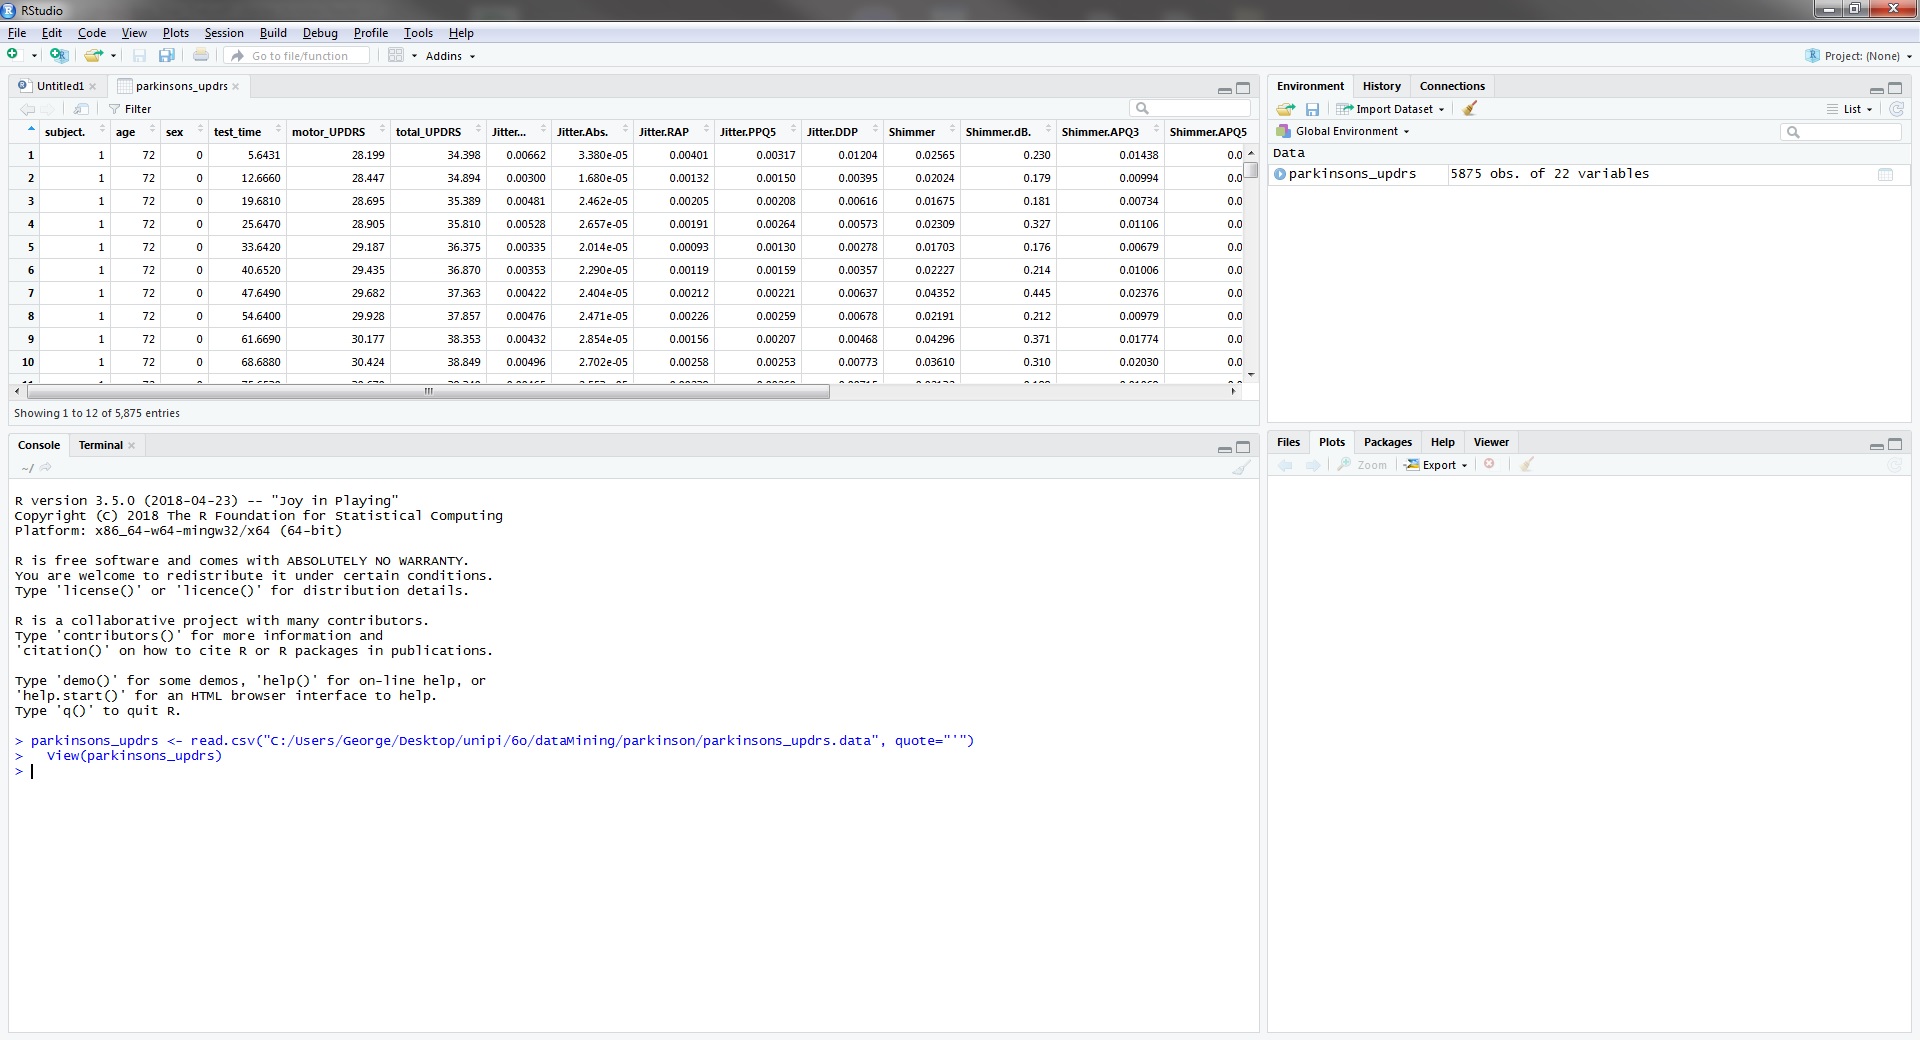 RStudio
File Edit Code View Plots Session Build Debug Profile Tools Help
Go to file/function Addins Project: (None)
Untitled1 parkinsons_updrs
Filter
subject. age sex test_time motor_UPDRS total_UPDRS Jitter... Jitter.Abs. Jitter.RAP Jitter.PPQ5 Jitter.DDP Shimmer Shimmer.dB. Shimmer.APQ3 Shimmer.APQ5
1 1 72 0 5.6431 28.199 34.398 0.00662 3.380e-05 0.00401 0.00317 0.01204 0.02565 0.230 0.01438 0.0
2 1 72 0 12.6660 28.447 34.894 0.00300 1.680e-05 0.00132 0.00150 0.00395 0.02024 0.179 0.00994 0.0
3 1 72 0 19.6810 28.695 35.389 0.00481 2.462e-05 0.00205 0.00208 0.00616 0.01675 0.181 0.00734 0.0
4 1 72 0 25.6470 28.905 35.810 0.00528 2.657e-05 0.00191 0.00264 0.00573 0.02309 0.327 0.01106 0.0
5 1 72 0 33.6420 29.187 36.375 0.00335 2.014e-05 0.00093 0.00130 0.00278 0.01703 0.176 0.00679 0.0
6 1 72 0 40.6520 29.435 36.870 0.00353 2.290e-05 0.00119 0.00159 0.00357 0.02227 0.214 0.01006 0.0
7 1 72 0 47.6490 29.682 37.363 0.00422 2.404e-05 0.00212 0.00221 0.00637 0.04352 0.445 0.02376 0.0
8 1 72 0 54.6400 29.928 37.857 0.00476 2.471e-05 0.00226 0.00259 0.00678 0.02191 0.212 0.00979 0.0
9 1 72 0 61.6690 30.177 38.353 0.00432 2.854e-05 0.00156 0.00207 0.00468 0.04296 0.371 0.01774 0.0
10 1 72 0 68.6880 30.424 38.849 0.00496 2.702e-05 0.00258 0.00253 0.00773 0.03610 0.310 0.02030 0.0
Showing 1 to 12 of 5,875 entries
Console Terminal
~/
R version 3.5.0 (2018-04-23) -- "Joy in Playing"
Copyright (C) 2018 The R Foundation for Statistical Computing
Platform: x86_64-w64-mingw32/x64 (64-bit)
R is free software and comes with ABSOLUTELY NO WARRANTY.
You are welcome to redistribute it under certain conditions.
Type 'license()' or 'licence()' for distribution details.
R is a collaborative project with many contributors.
Type 'contributors()' for more information and
'citation()' on how to cite R or R packages in publications.
Type 'demo()' for some demos, 'help()' for on-line help, or
'help.start()' for an HTML browser interface to help.
Type 'q()' to quit R.
> parkinsons_updrs <- read.csv("C:/Users/George/Desktop/unipi/6o/dataMining/parkinson/parkinsons_updrs.data", quote="'")
>   View(parkinsons_updrs)
>
Environment History Connections
Import Dataset List
Global Environment
Data
parkinsons_updrs 5875 obs. of 22 variables
Files Plots Packages Help Viewer
Zoom Export